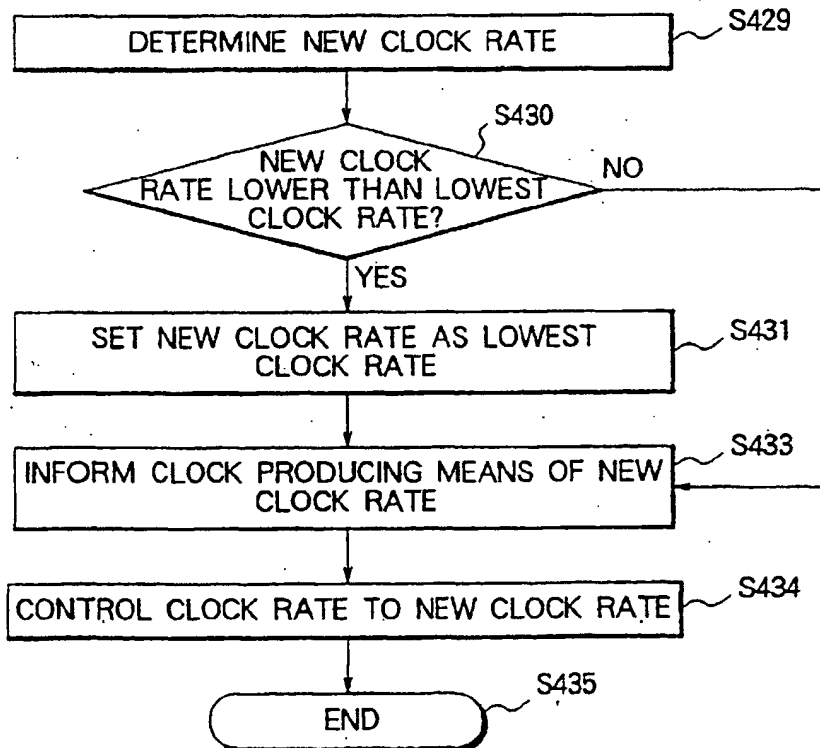 DETERMINE NEW CLOCK RATE
S429
S430
NEW CLOCK
RATE LOWER THAN LOWEST
CLOCK RATE?
NO
YES
SET NEW CLOCK RATE AS LOWEST
CLOCK RATE
S431
INFORM CLOCK PRODUCING MEANS OF NEW
CLOCK RATE
S433
CONTROL CLOCK RATE TO NEW CLOCK RATE
S434
END
S435